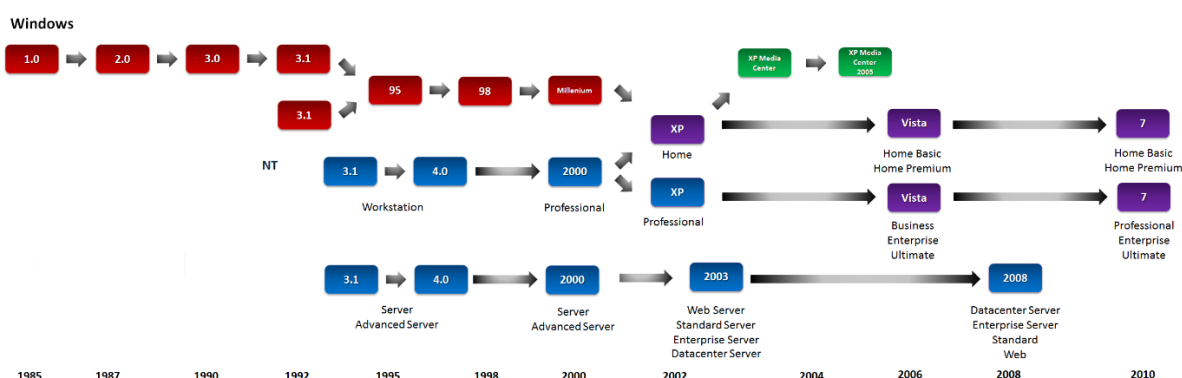 Windows
1.0
2.0
3.0
3.1
XP Media
Center
XP Media
Center
2005
3.1
95
98
Millenium
XP
Home
Vista
Home Basic
Home Premium
7
Home Basic
Home Premium
NT
3.1
4.0
Workstation
2000
Professional
XP
Professional
Vista
Business
Enterprise
Ultimate
7
Professional
Enterprise
Ultimate
3.1
4.0
Server
Advanced Server
2000
Server
Advanced Server
2003
Web Server
Standard Server
Enterprise Server
Datacenter Server
2008
Datacenter Server
Enterprise Server
Standard
Web
1985
1987
1990
1992
1995
1998
2000
2002
2004
2006
2008
2010